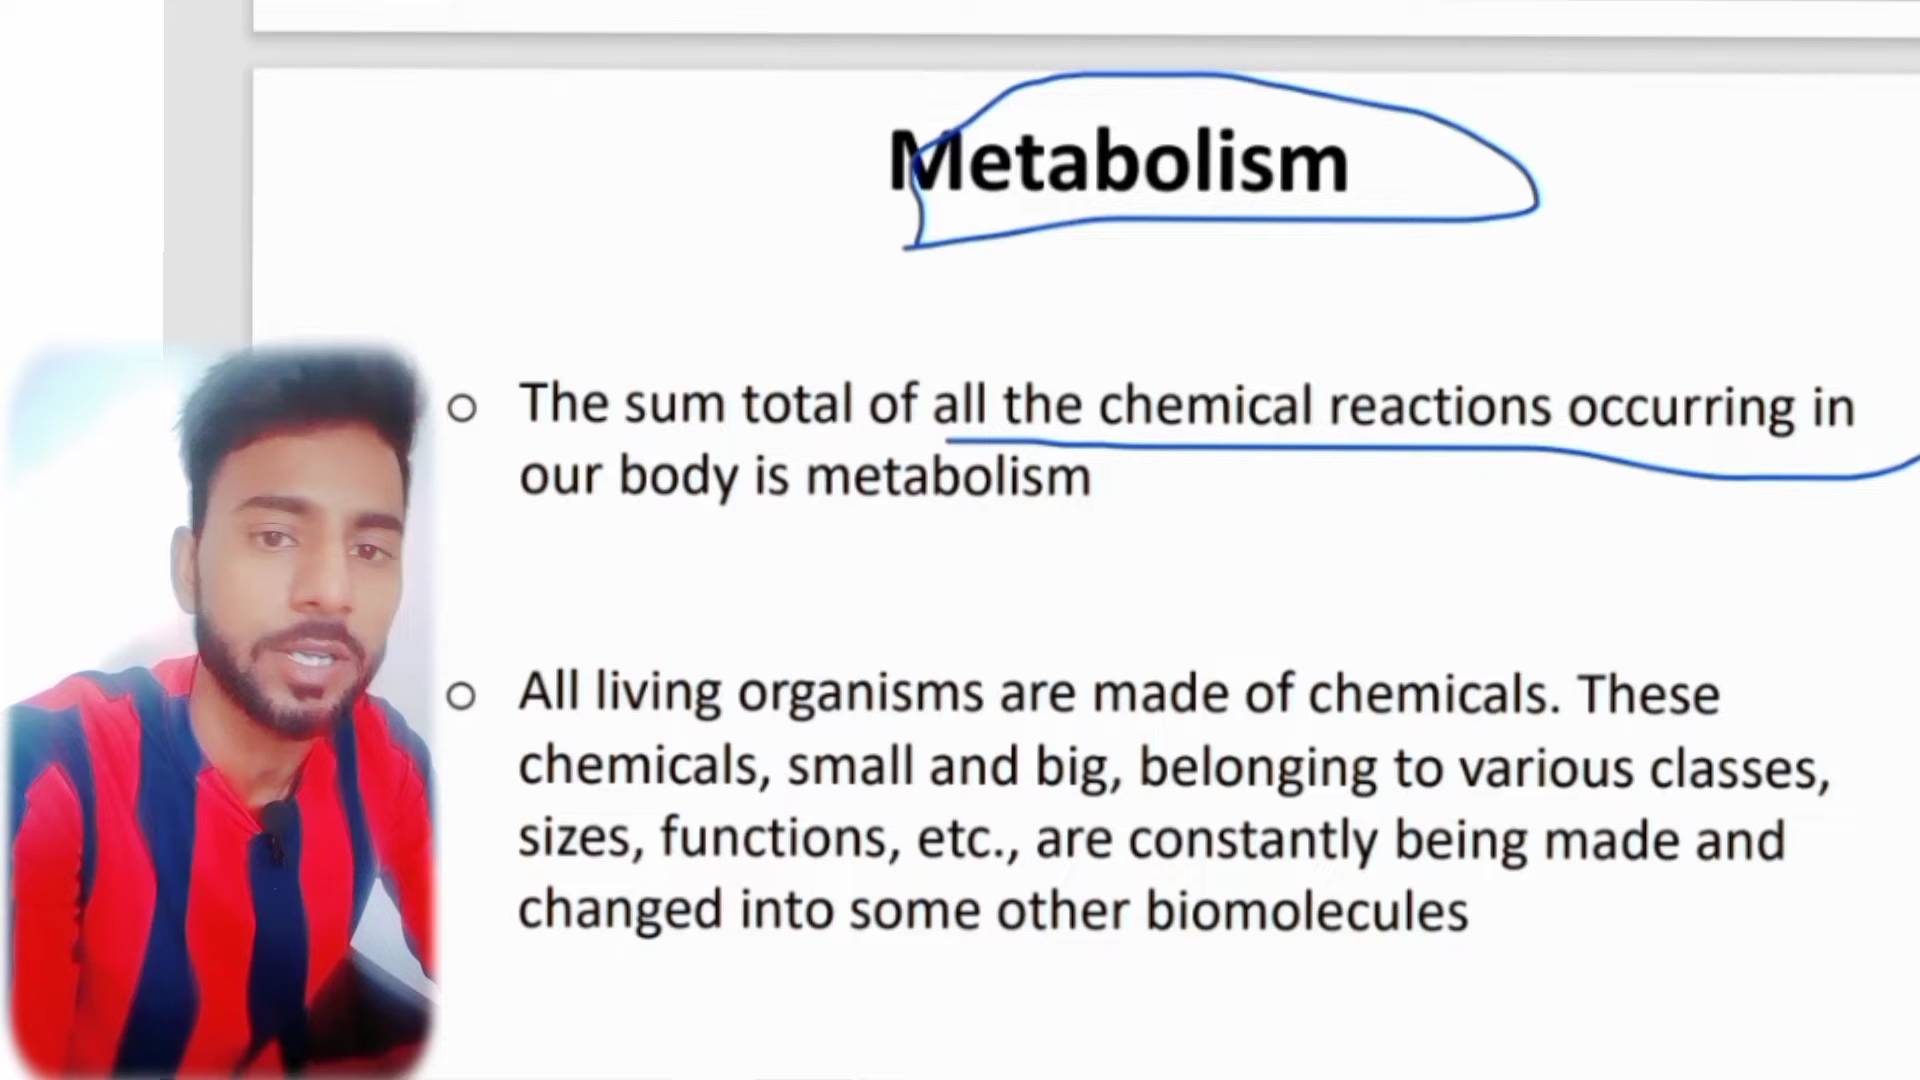 Metabolism
The sum total of all the chemical reactions occurring in
our body is metabolism
All living organisms are made of chemicals. These
chemicals, small and big, belonging to various classes,
sizes, functions, etc., are constantly being made and
changed into some other biomolecules